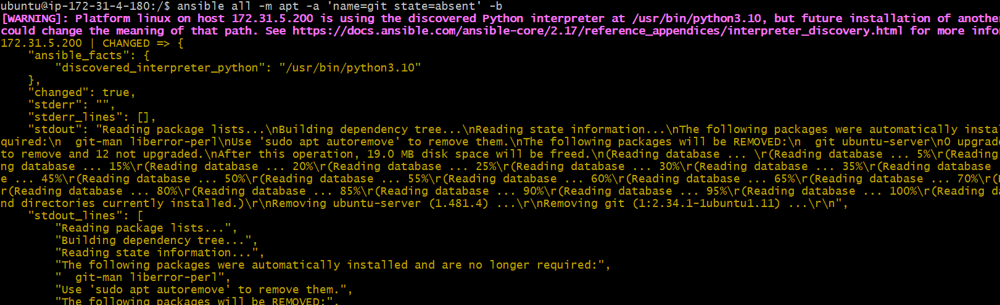 ubuntu@ip-172-31-4-180:/$ ansible all -m apt -a 'name=git state=absent' -b
[WARNING]: Platform linux on host 172.31.5.200 is using the discovered Python interpreter at /usr/bin/python3.10, but future installation of anothe
could change the meaning of that path. See https://docs.ansible.com/ansible-core/2.17/reference_appendices/interpreter_discovery.html for more info
172.31.5.200 | CHANGED => {
    "ansible_facts": {
        "discovered_interpreter_python": "/usr/bin/python3.10"
    },
    "changed": true,
    "stderr": "",
    "stderr_lines": [],
    "stdout": "Reading package lists...\nBuilding dependency tree...\nReading state information...\nThe following packages were automatically instal
quired:\n  git-man liberror-perl\nUse 'sudo apt autoremove' to remove them.\nThe following packages will be REMOVED:\n  git ubuntu-server\n0 upgrade
to remove and 12 not upgraded.\nAfter this operation, 19.0 MB disk space will be freed.\n(Reading database ... \r(Reading database ... 5%\r(Readi
ng database ... 15%\r(Reading database ... 20%\r(Reading database ... 25%\r(Reading database ... 30%\r(Reading database ... 35%\r(Reading database
e ... 45%\r(Reading database ... 50%\r(Reading database ... 55%\r(Reading database ... 60%\r(Reading database ... 65%\r(Reading database ... 70%\r(
r(Reading database ... 80%\r(Reading database ... 85%\r(Reading database ... 90%\r(Reading database ... 95%\r(Reading database ... 100%\r(Reading da
nd directories currently installed.)\r\nRemoving ubuntu-server (1.481.4) ...\r\nRemoving git (1:2.34.1-1ubuntu1.11) ...\r\n",
    "stdout_lines": [
        "Reading package lists...",
        "Building dependency tree...",
        "Reading state information...",
        "The following packages were automatically installed and are no longer required:",
        "  git-man liberror-perl",
        "Use 'sudo apt autoremove' to remove them.",
        "The following packages will be REMOVED:",